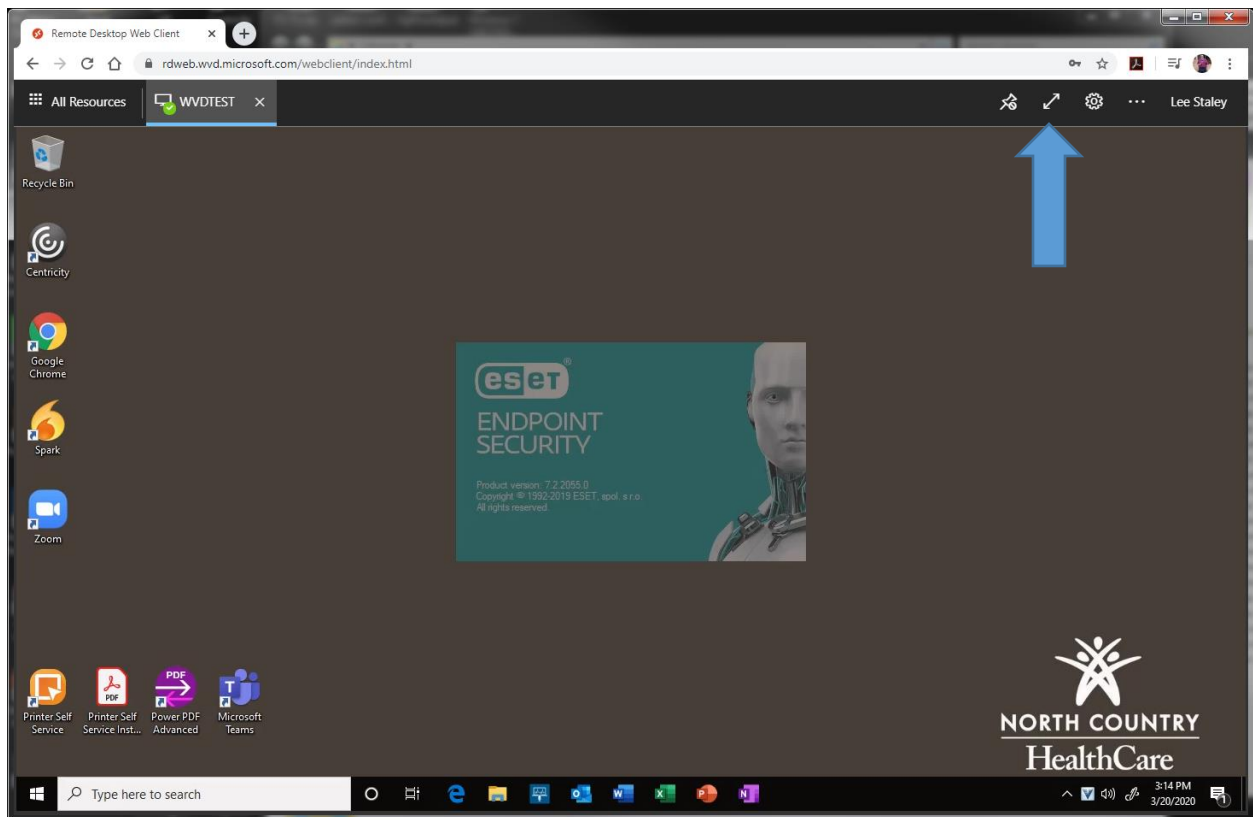 Remote Desktop Web Client
rdweb.wvd.microsoft.com/webclient/index.html
All Resources
WVDTEST
Lee Staley
Recycle Bin
Centricity
Google
Chrome
Spark
Zoom
eseT®
ENDPOINT
SECURITY
Product version: 7.2.2055.0
Copyright © 1992-2019 ESET, spol. s r.o.
All rights reserved.
PDF
PDF
Printer Self
Service
Printer Self
Service Inst...
Power PDF
Advanced
Microsoft
Teams
NORTH COUNTRY
HealthCare
Type here to search
3:14 PM
3/20/2020
1